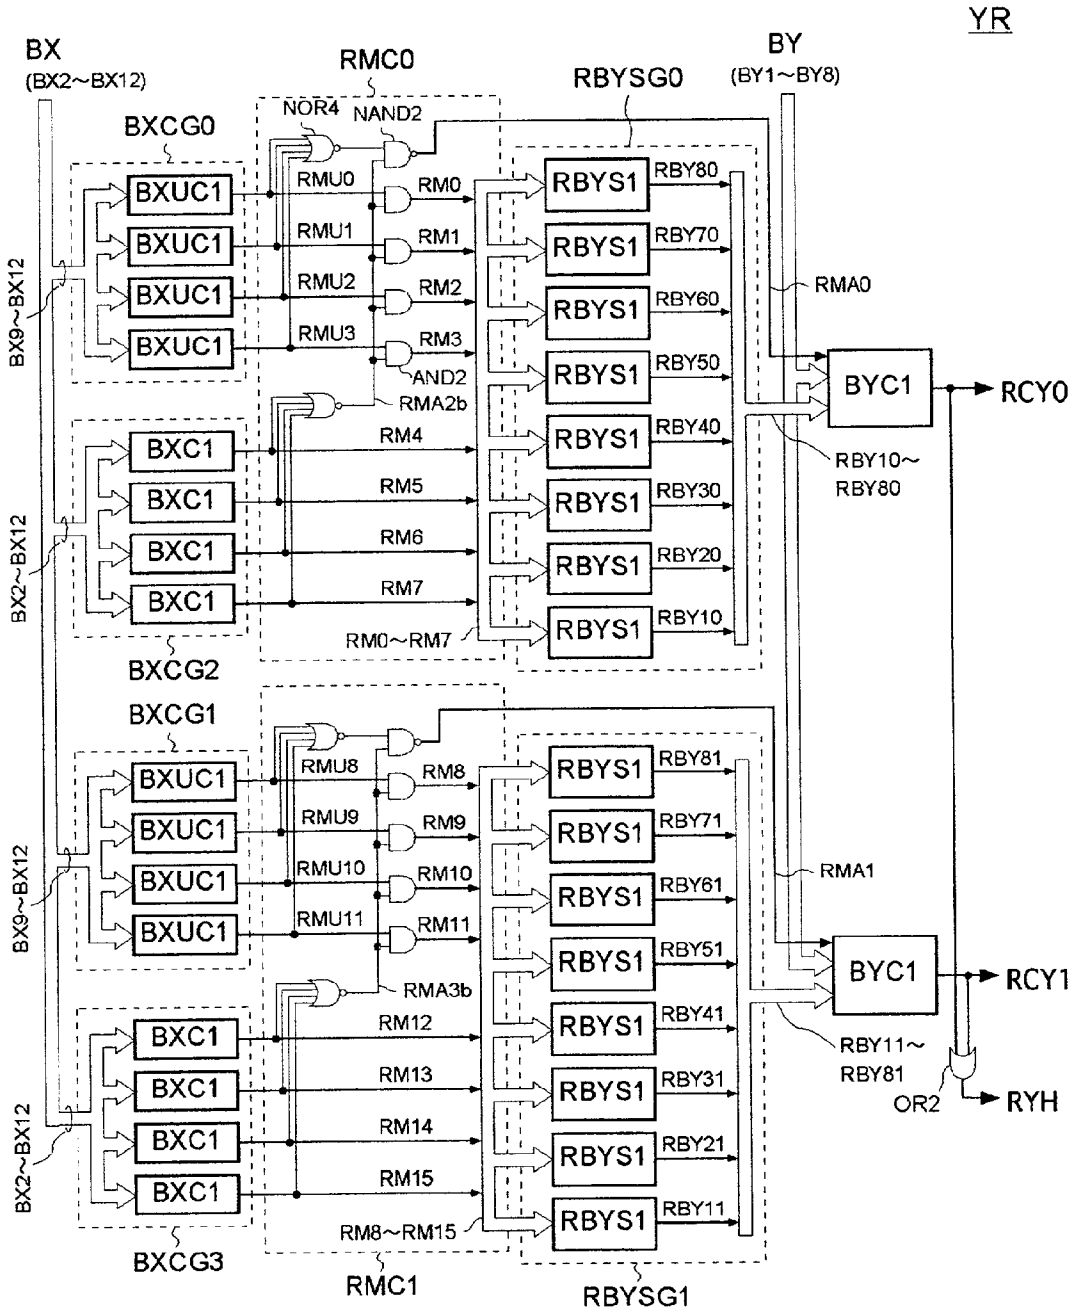 YR
BX
(BX2~BX12)
BY
(BY1~BY8)
RMC0
RBYSG0
BXCG0
NOR4
NAND2
BXUC1
BXUC1
BXUC1
BXUC1
RMU0
RMU1
RMU2
RMU3
RM0
RM1
RM2
RM3
AND2
RMA2b
BX9~BX12
BXC1
BXC1
BXC1
BXC1
RM4
RM5
RM6
RM7
RM0~RM7
BX2~BX12
BXCG2
RBYS1
RBYS1
RBYS1
RBYS1
RBYS1
RBYS1
RBYS1
RBYS1
RBY80
RBY70
RBY60
RBY50
RBY40
RBY30
RBY20
RBY10
RMA0
BYC1
RCY0
RBY10~
RBY80
BXCG1
BXUC1
BXUC1
BXUC1
BXUC1
RMU8
RMU9
RMU10
RMU11
RM8
RM9
RM10
RM11
RMA3b
BX9~BX12
BXC1
BXC1
BXC1
BXC1
RM12
RM13
RM14
RM15
RM8~RM15
BX2~BX12
BXCG3
RMC1
RBYS1
RBYS1
RBYS1
RBYS1
RBYS1
RBYS1
RBYS1
RBYS1
RBY81
RBY71
RBY61
RBY51
RBY41
RBY31
RBY21
RBY11
RBYSG1
RMA1
BYC1
RCY1
RBY11~
RBY81
OR2
RYH